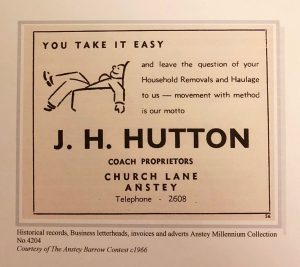 YOU TAKE IT EASY
and leave the question of your
Household Removals and Haulage
to us — movement with method
is our motto
J. H. HUTTON
COACH PROPRIETORS
CHURCH LANE
ANSTEY
Telephone - 2608
Historical records, Business letterheads, invoices and adverts Anstey Millennium Collection
No.4204
Courtesy of The Anstey Barrow Contest c1966